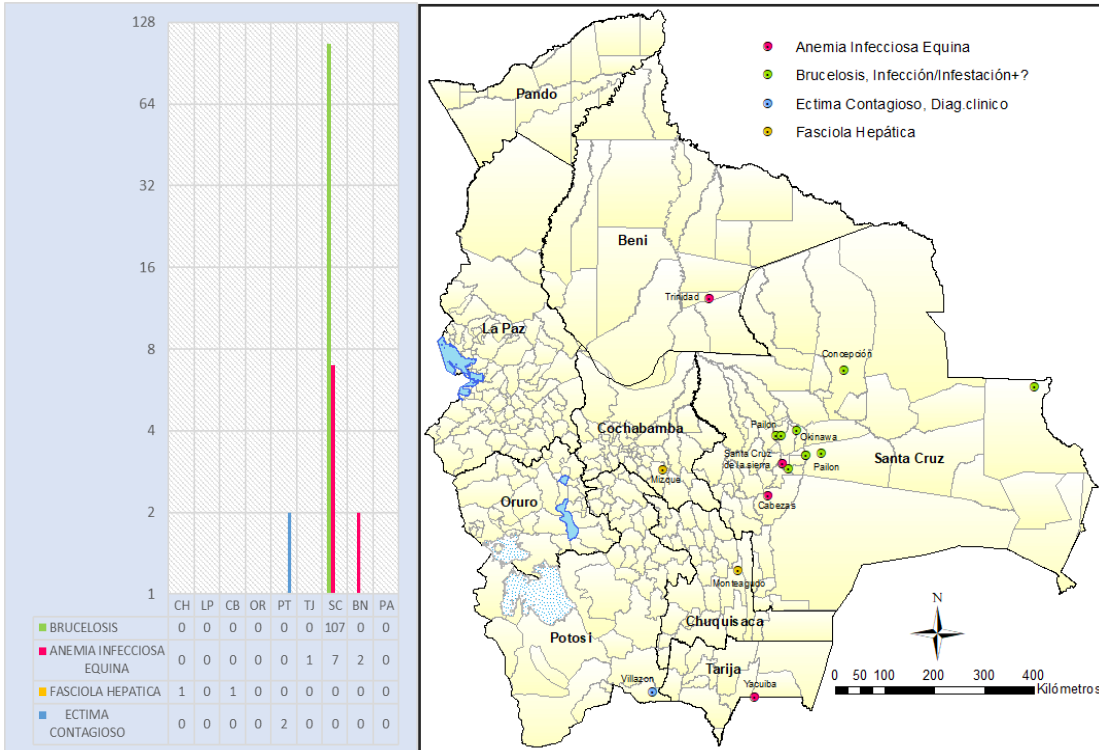 128
64
32
16
8
4
2
1
CH LP CB OR PT TJ SC BN PA
BRUCELOSIS 0 0 0 0 0 0 107 0 0
ANEMIA INFECCIOSA
EQUINA 0 0 0 0 0 1 7 2 0
FASCIOLA HEPATICA 1 0 1 0 0 0 0 0 0
ECTIMA
CONTAGIOSO 0 0 0 0 2 0 0 0 0
Anemia Infecciosa Equina
Brucelosis, Infección/Infestación+?
Ectima Contagioso, Diag.clinico
Fasciola Hepática
Pando
Beni
Trinidad
La Paz
Concepción
Cochabamba
Pailon
Okinawa
Santa Cruz
de la sierra
Pailon
Santa Cruz
Mizque
Oruro
Cabezas
Monteagudo
Chuquisaca
Potosi
Tarija
Villazon
Yacuiba
N
0 50 100 200 300 400
Kilómetros